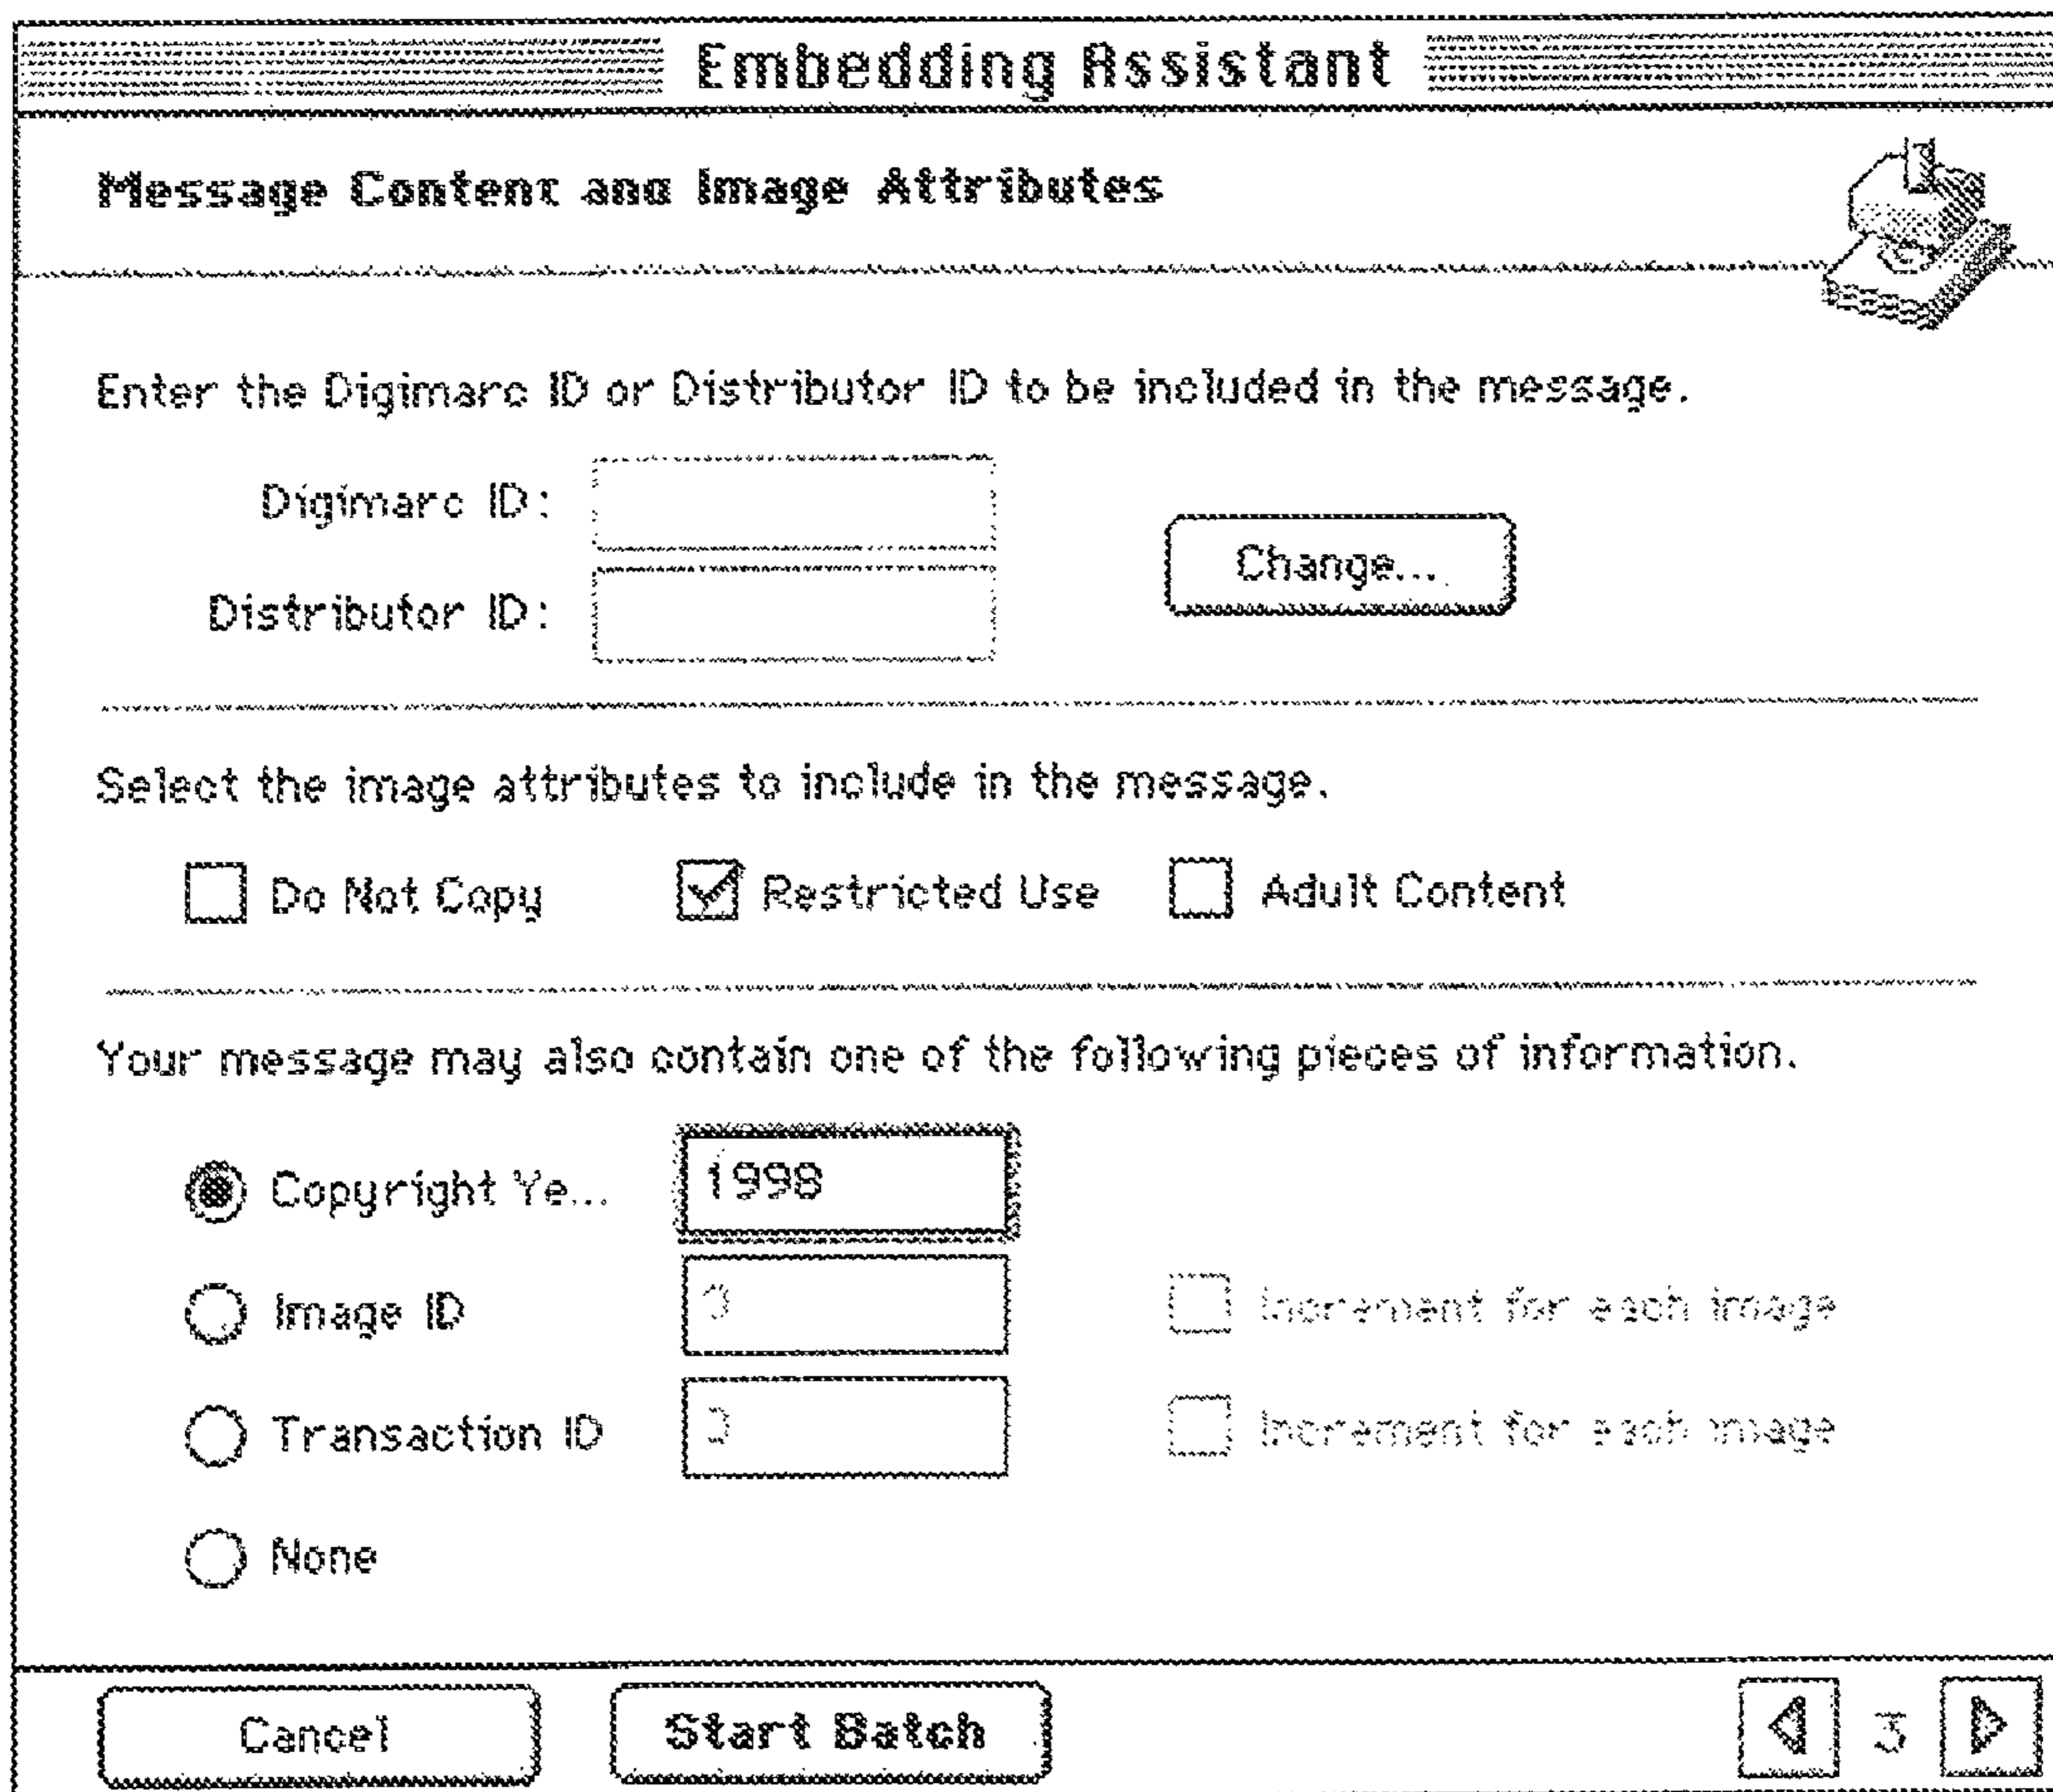 Embedding Assistant
Message Content and Image Attributes
Enter the Digimarc ID or Distributor ID to be included in the message.
Digimarc ID:
Change...
Distributor ID:
Select the image attributes to include in the message.
Do Not Copy Restricted Use Adult Content
Your message may also contain one of the following pieces of information.
Copyright Ye... 1998
Image ID Increment for each image
Transaction ID Increment for each image
None
Cancel Start Batch 3